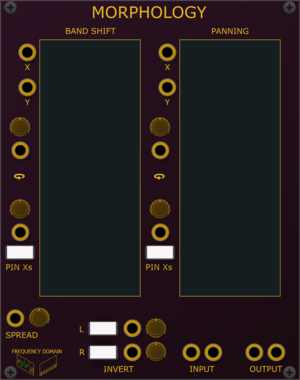 MORPHOLOGY
BAND SHIFT
PANNING
X
X
Y
Y
PIN Xs
PIN Xs
SPREAD
L
R
FREQUENCY DOMAIN
INVERT
INPUT
OUTPUT